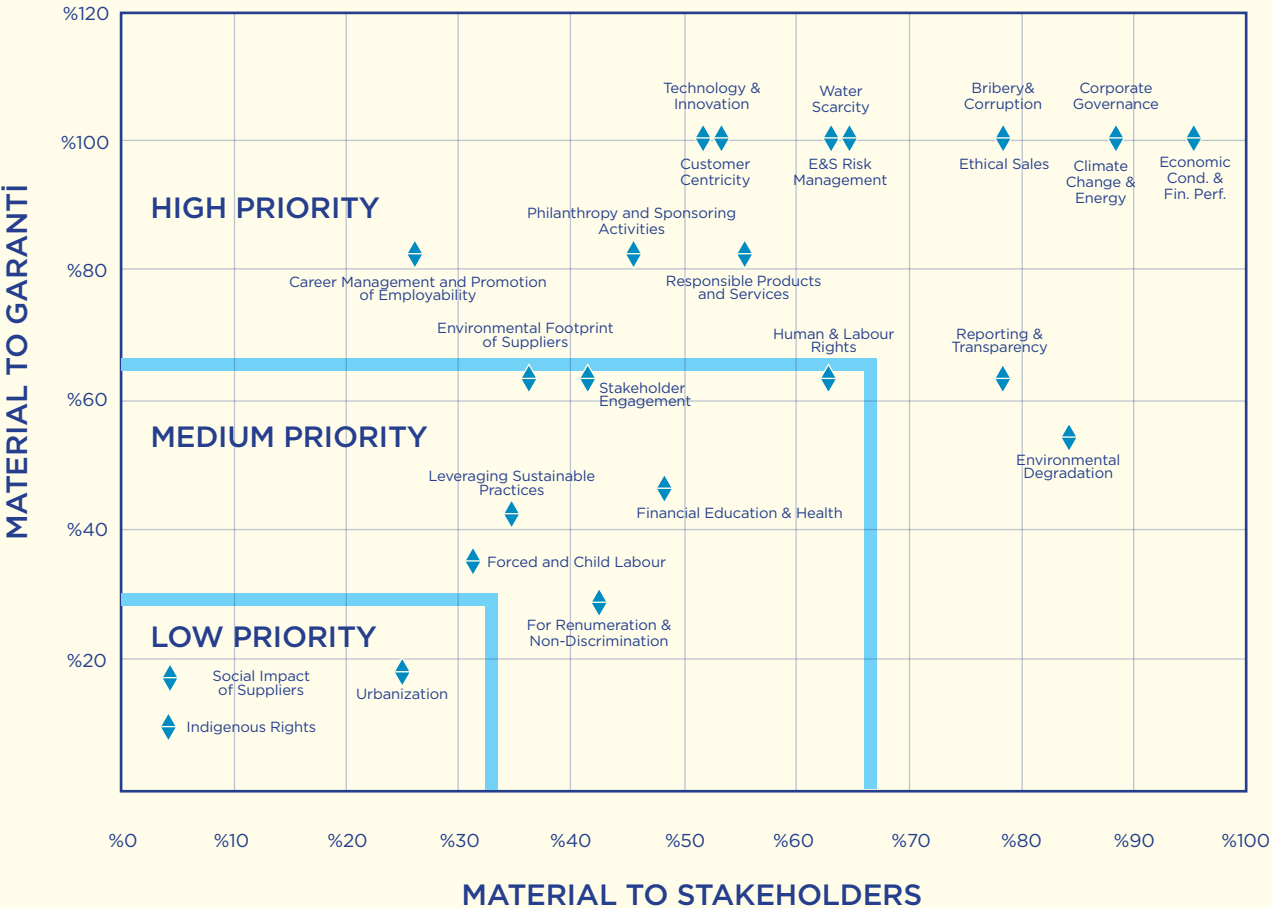 %120
Technology &
Innovation
Water
Scarcity
Bribery&
Corruption
Corporate
Governance
%100
Customer
Centricity
E&S Risk
Management
Ethical Sales
Climate
Change &
Energy
Economic
Cond. &
Fin. Perf.
HIGH PRIORITY
Philanthropy and Sponsoring
Activities
%80
Career Management and Promotion
of Employability
Responsible Products
and Services
Environmental Footprint
of Suppliers
Human & Labour
Rights
Reporting &
Transparency
Stakeholder
Engagement
%60
MEDIUM PRIORITY
Environmental
Degradation
Leveraging Sustainable
Practices
Financial Education & Health
%40
Forced and Child Labour
LOW PRIORITY
For Renumeration &
Non-Discrimination
%20
Social Impact
of Suppliers
Urbanization
Indigenous Rights
MATERIAL TO GARANTİ
%0
%10
%20
%30
%40
%50
%60
%70
%80
%90
%100
MATERIAL TO STAKEHOLDERS